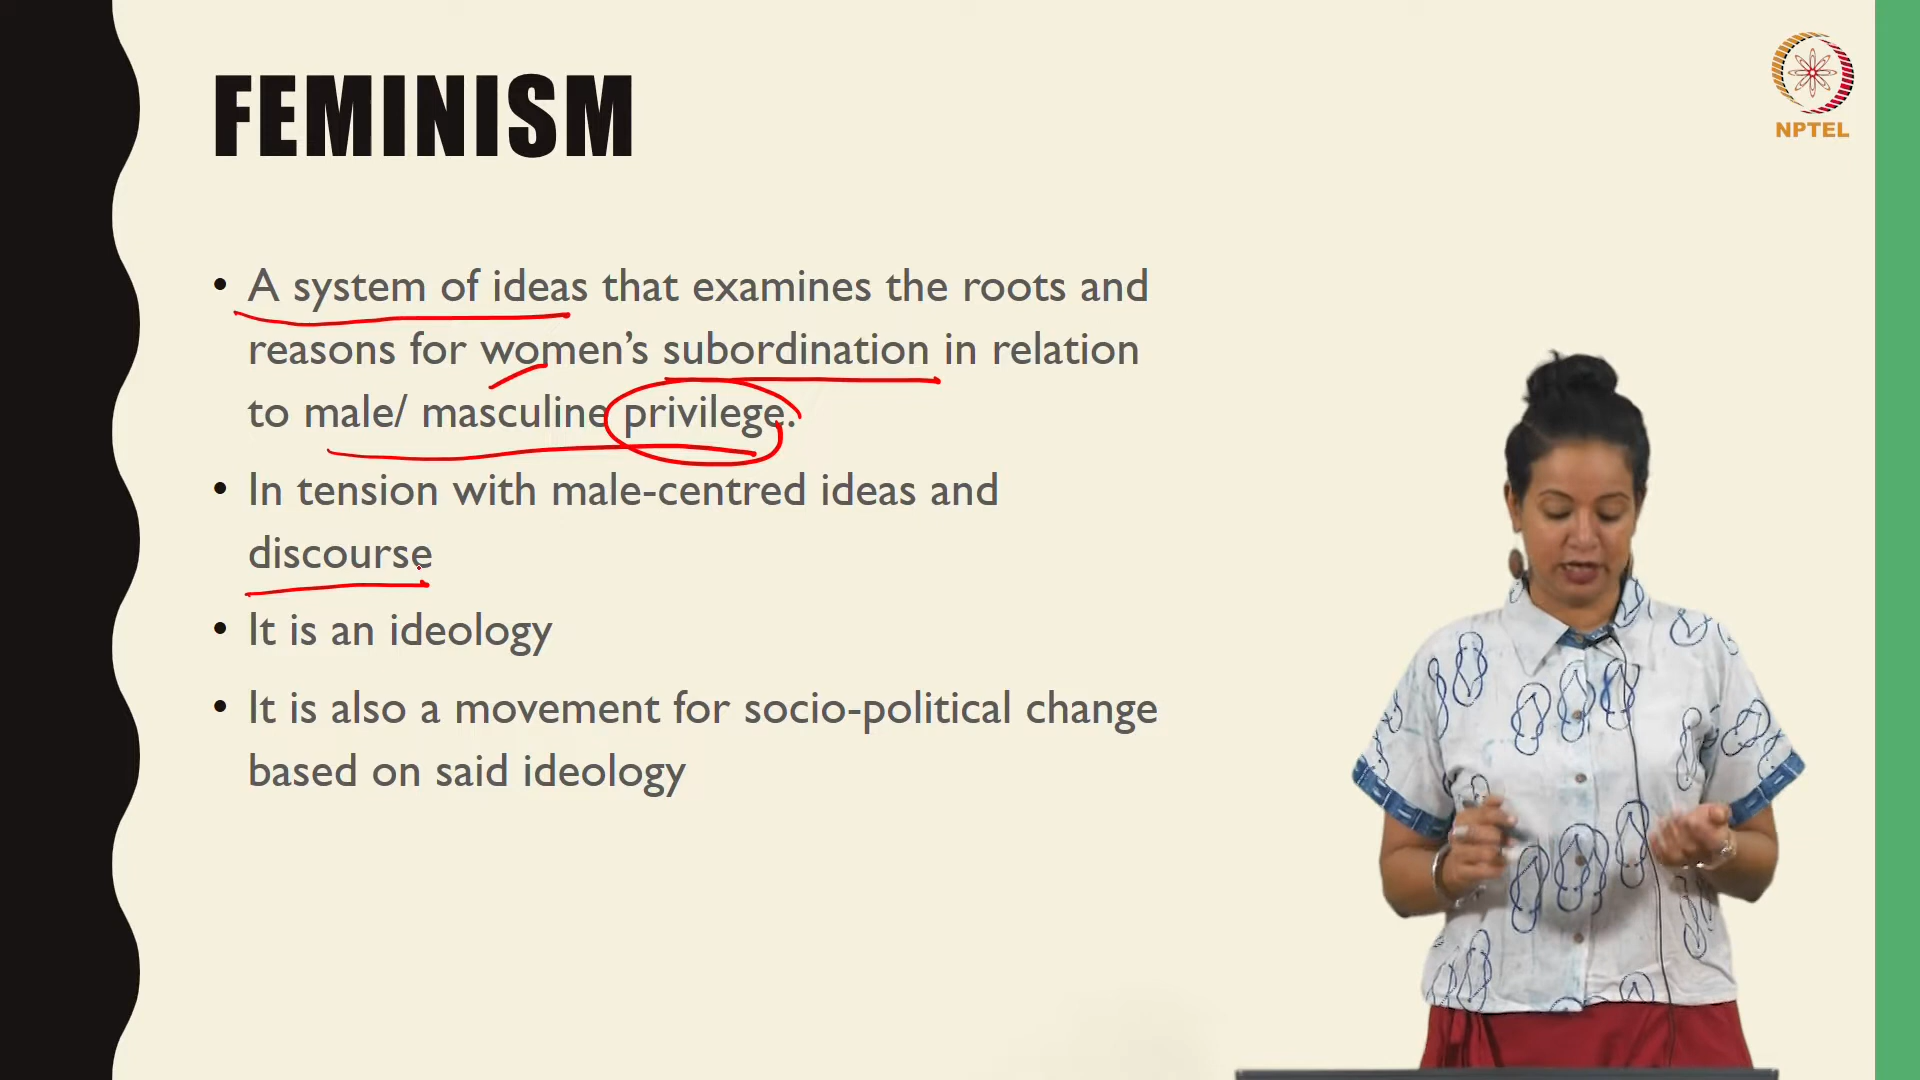 FEMINISM
NPTEL
• A system of ideas that examines the roots and
reasons for women’s subordination in relation
to male/ masculine privilege.
• In tension with male-centred ideas and
discourse
• It is an ideology
• It is also a movement for socio-political change
based on said ideology